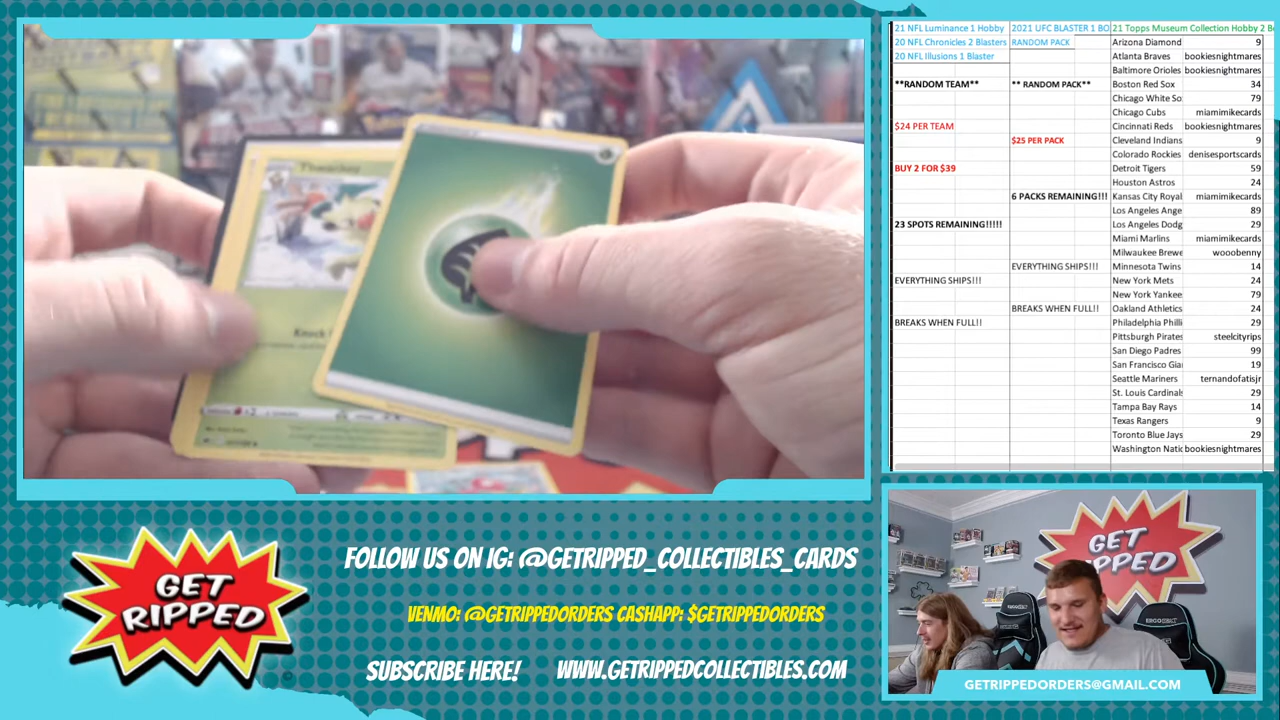 21 NFL Luminance 1 Hobby
20 NFL Chronicles 2 Blasters
20 NFL Illusions 1 Blaster
**RANDOM TEAM**
$24 PER TEAM
BUY 2 FOR $39
23 SPOTS REMAINING!!!!!
EVERYTHING SHIPS!!!
BREAKS WHEN FULL!!
2021 UFC BLASTER 1 BO
RANDOM PACK
** RANDOM PACK**
$25 PER PACK
6 PACKS REMAINING!!!
EVERYTHING SHIPS!!!
BREAKS WHEN FULL!!
21 Topps Museum Collection Hobby 2 B
Arizona Diamond 9
Atlanta Braves bookiesnightmares
Baltimore Orioles bookiesnightmares
Boston Red Sox 34
Chicago White So 79
Chicago Cubs miamimikecards
Cincinnati Reds bookiesnightmares
Cleveland Indians 9
Colorado Rockies denisesportscards
Detroit Tigers 59
Houston Astros 24
Kansas City Royal miamimikecards
Los Angeles Ange 89
Los Angeles Dodg 29
Miami Marlins miamimikecards
Milwaukee Brewe wooobenny
Minnesota Twins 14
New York Mets 24
New York Yankee 79
Oakland Athletics 24
Philadelphia Philli 29
Pittsburgh Pirates steelcityrips
San Diego Padres 99
San Francisco Gia 19
Seattle Mariners ternandofatisjr
St. Louis Cardinals 29
Tampa Bay Rays 14
Texas Rangers 9
Toronto Blue Jays 29
Washington Natic bookiesnightmares
Knock
GET
RIPPED
GETRIPPEDORDERS@GMAIL.COM
GET
RIPPED
FOLLOW US ON IG: @GETRIPPED_COLLECTIBLES_CARDS
VENMO: @GETRIPPEDORDERS CASHAPP: $GETRIPPEDORDERS
SUBSCRIBE HERE! WWW.GETRIPPEDCOLLECTIBLES.COM